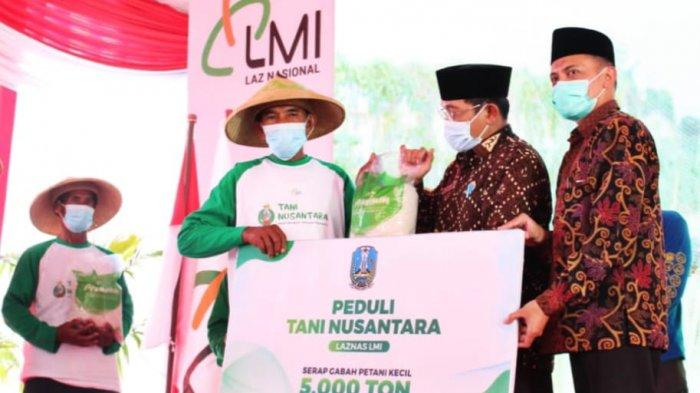 LMI
LAZ NASIONAL
TANI
NUSANTARA
PEDULI
TANI NUSANTARA
LAZNAS LMI
SERAP GABAH PETANI KECIL
5.000 TON